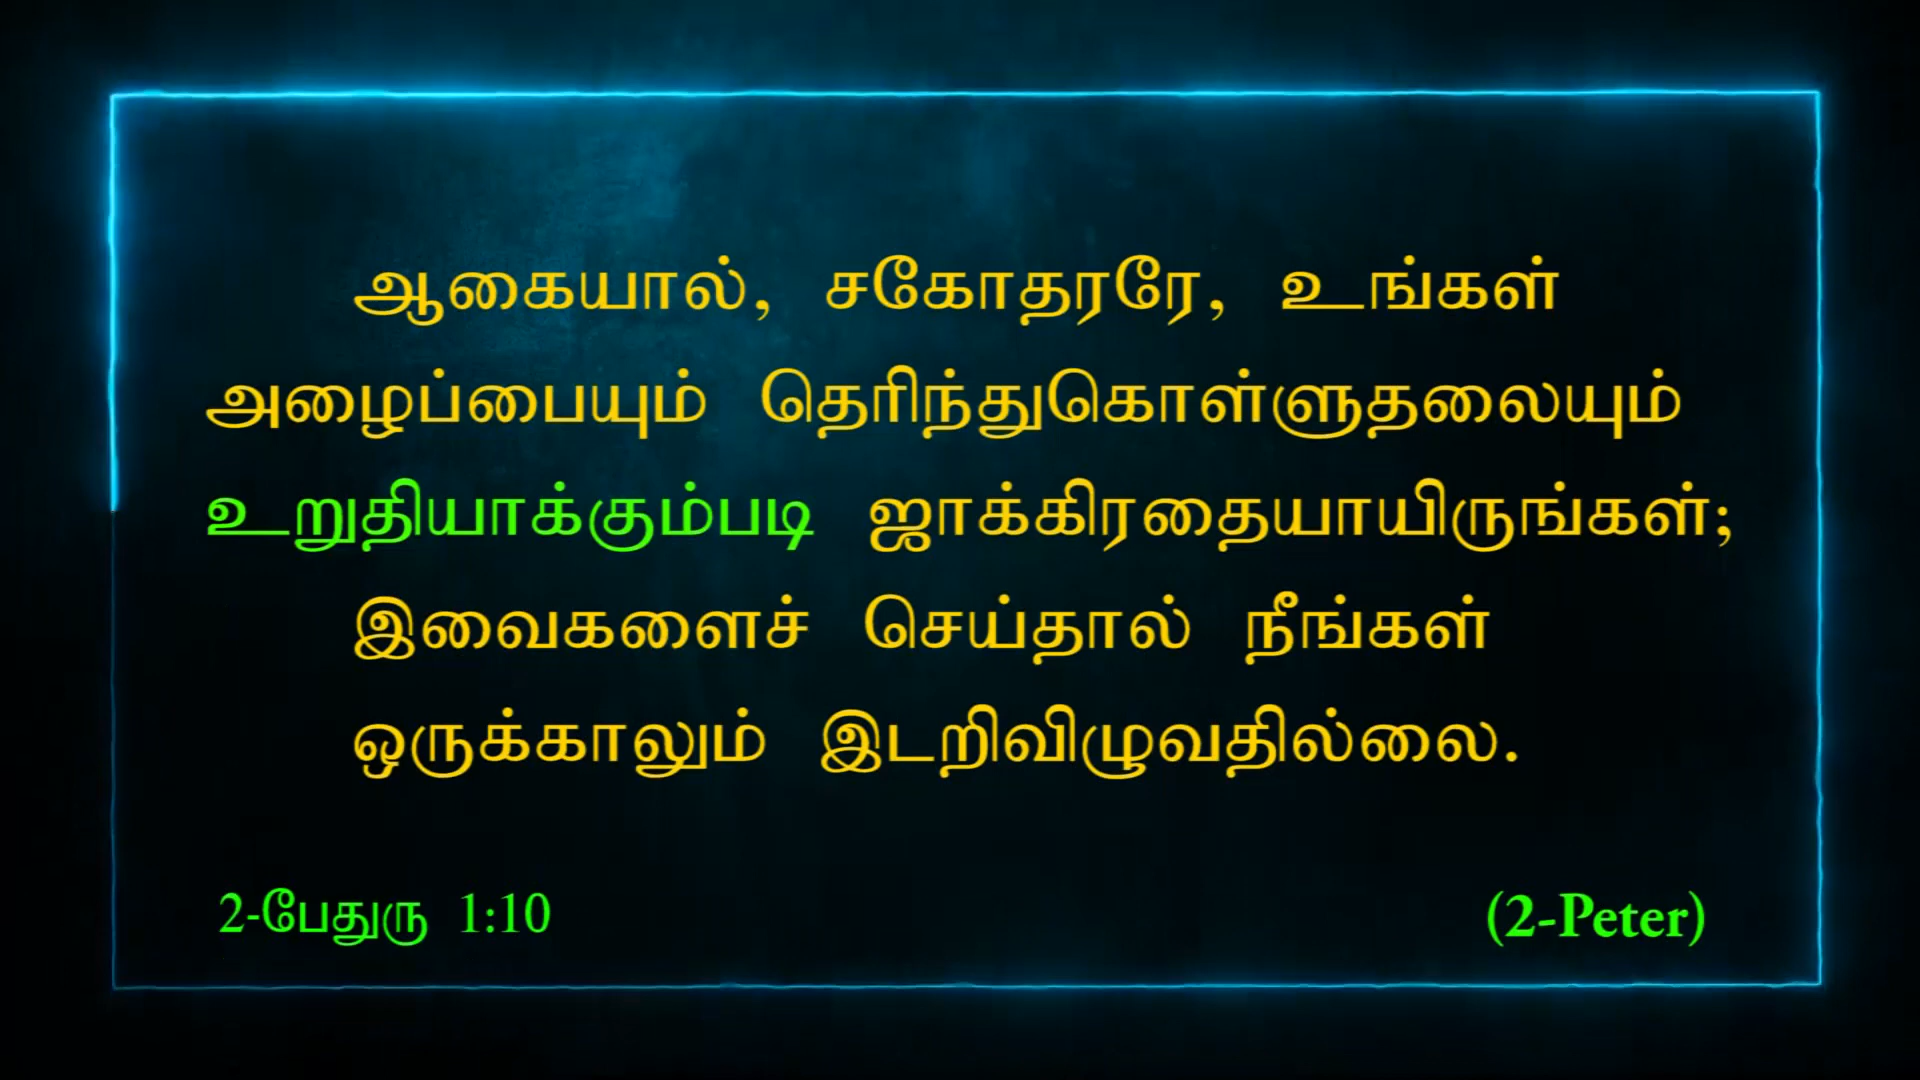 ஆகையால், சகோதரரே, உங்கள்
அழைப்பையும் தெரிந்துகொள்ளுதலையும்
உறுதியாக்கும்படி ஜாக்கிரதையாயிருங்கள்;
இவைகளைச் செய்தால் நீங்கள்
ஒருக்காலும் இடறிவிழுவதில்லை.
2-பேதுரு 1:10
(2-Peter)